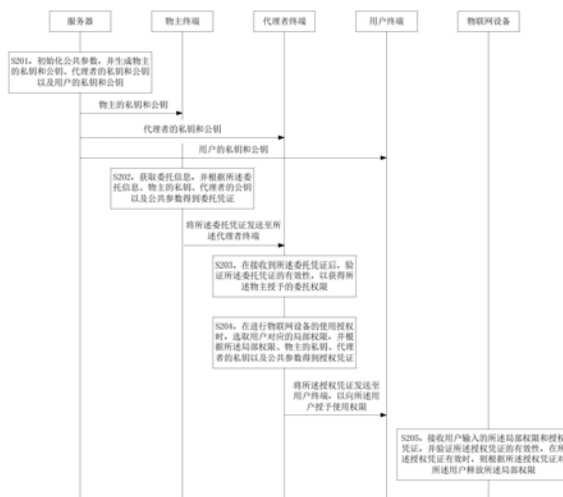 服务器
物主终端
代理者终端
用户终端
物联网设备
S201，初始化公共参数，并生成物主
的私钥和公钥、代理者的私钥和公钥
以及用户的私钥和公钥
物主的私钥和公钥
代理者的私钥和公钥
用户的私钥和公钥
S202，获取委托信息，并根据所述委
托信息、物主的私钥、代理者的公钥
以及公共参数得到委托凭证
将所述委托凭证发送至所
述代理者终端
S203，在接收到所述委托凭证后，验
证所述委托凭证的有效性，以获得所
述物主授予的委托权限
S204，在进行物联网设备的使用授权
时，选取用户对应的局部权限，并根
据所述局部权限、物主的私钥、代理
者的私钥以及公共参数得到授权凭证
将所述授权凭证发送至
用户终端，以向所述用
户授予使用权限
S205，接收用户输入的所述局部权限和授权
凭证，并验证所述授权凭证的有效性，在所
述授权凭证有效时，则根据所述授权凭证对
所述用户释放所述局部权限